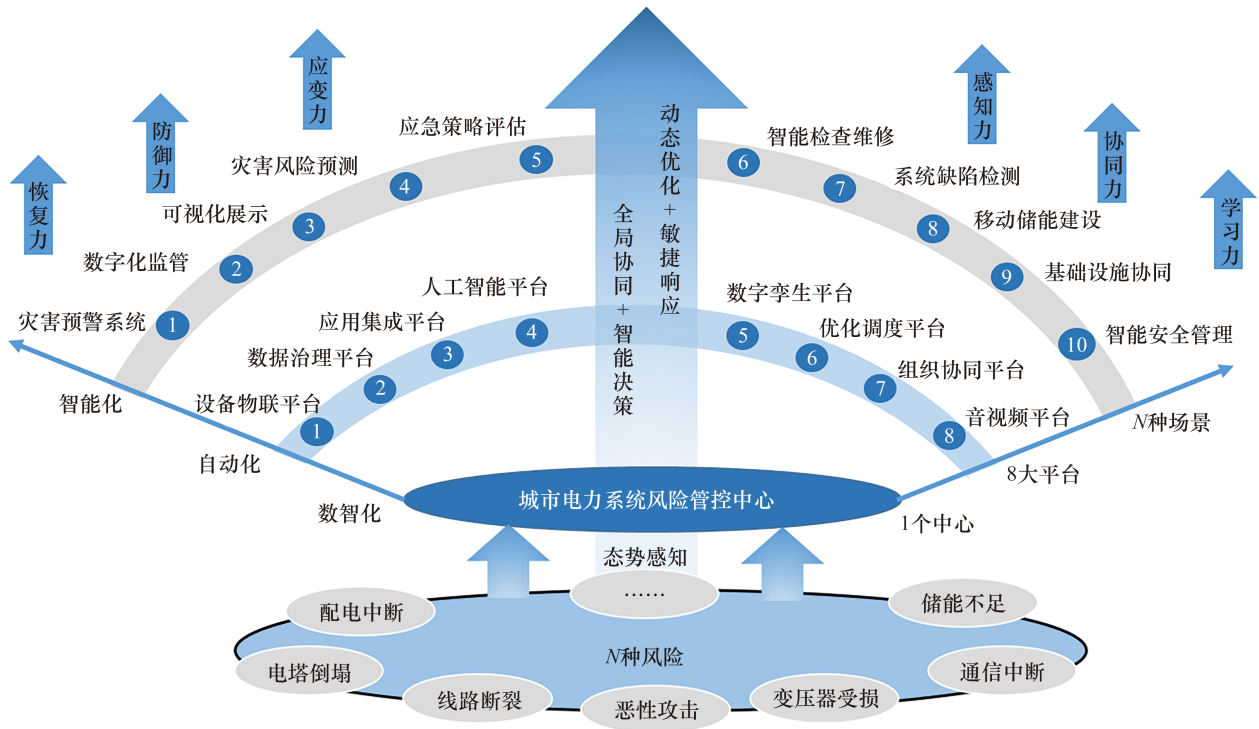 应变力
感知力
防御力
协同力
恢复力
学习力
动态优化+敏捷响应
全局协同+智能决策
灾害预警系统
1
数字化监管
2
可视化展示
3
灾害风险预测
4
应急策略评估
5
智能检查维修
6
系统缺陷检测
7
移动储能建设
8
基础设施协同
9
智能安全管理
10
设备物联平台
1
数据治理平台
2
应用集成平台
3
人工智能平台
4
数字孪生平台
5
优化调度平台
6
组织协同平台
7
音视频平台
8
智能化
自动化
数智化
N种场景
8大平台
1个中心
城市电力系统风险管控中心
态势感知
……
配电中断
储能不足
电塔倒塌
N种风险
通信中断
线路断裂
恶性攻击
变压器受损